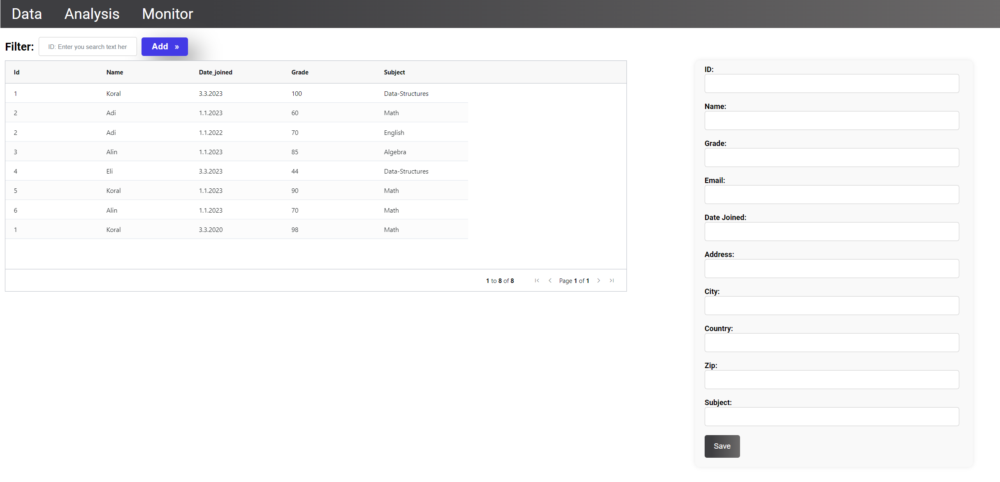 Data Analysis Monitor
Filter: ID: Enter you search text her Add »
Id Name Date_joined Grade Subject
1 Koral 3.3.2023 100 Data-Structures
2 Adi 1.1.2023 60 Math
2 Adi 1.1.2022 70 English
3 Alin 1.1.2023 85 Algebra
4 Eli 3.3.2023 44 Data-Structures
5 Koral 1.1.2023 90 Math
6 Alin 1.1.2023 70 Math
1 Koral 3.3.2020 98 Math
1 to 8 of 8 Page 1 of 1
ID:
Name:
Grade:
Email:
Date Joined:
Address:
City:
Country:
Zip:
Subject:
Save